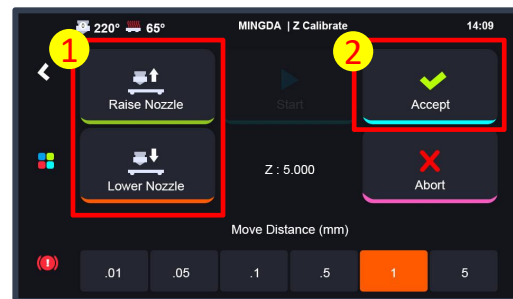 220° 65° MINGDA | Z Calibrate 14:09
1 2
Raise Nozzle Start Accept
Lower Nozzle Z : 5.000 Abort
Move Distance (mm)
.01 .05 .1 .5 1 5